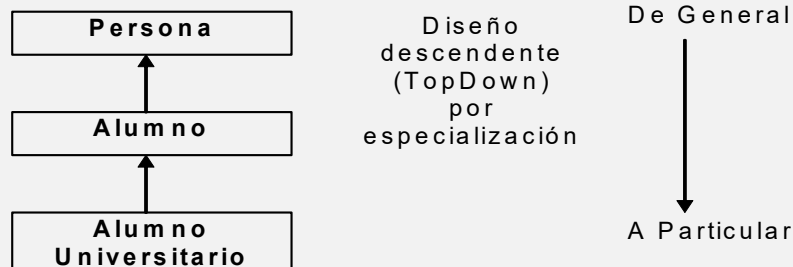 Persona
Alumno
Alumno
Universitario
Diseño
descendente
(TopDown)
por
especialización
De General
A Particular